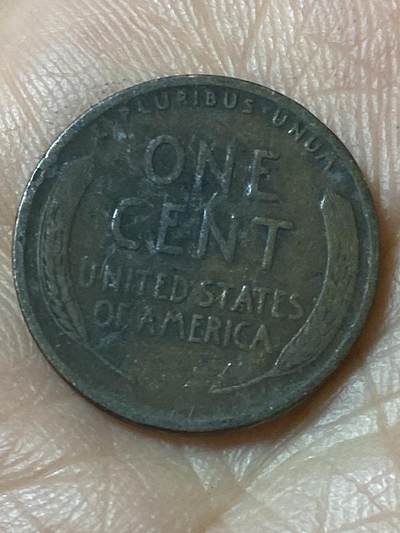 E PLURIBUS · UNUM
ONE
CENT
UNITED STATES
OF AMERICA